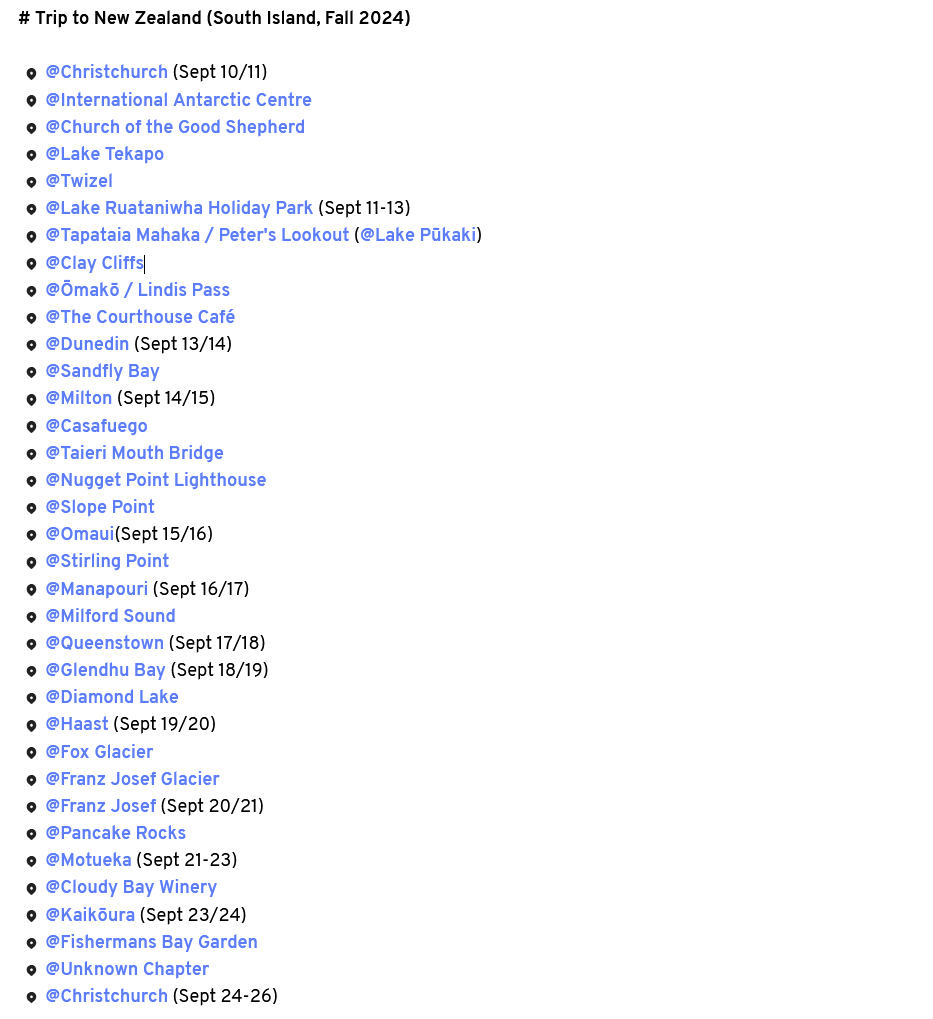 # Trip to New Zealand (South Island, Fall 2024)
@Christchurch (Sept 10/11)
@International Antarctic Centre
@Church of the Good Shepherd
@Lake Tekapo
@Twizel
@Lake Ruataniwha Holiday Park (Sept 11-13)
@Tapataia Mahaka / Peter's Lookout (@Lake Pūkaki)
@Clay Cliffs
@Ōmakō / Lindis Pass
@The Courthouse Café
@Dunedin (Sept 13/14)
@Sandfly Bay
@Milton (Sept 14/15)
@Casafuego
@Taieri Mouth Bridge
@Nugget Point Lighthouse
@Slope Point
@Omaui(Sept 15/16)
@Stirling Point
@Manapouri (Sept 16/17)
@Milford Sound
@Queenstown (Sept 17/18)
@Glendhu Bay (Sept 18/19)
@Diamond Lake
@Haast (Sept 19/20)
@Fox Glacier
@Franz Josef Glacier
@Franz Josef (Sept 20/21)
@Pancake Rocks
@Motueka (Sept 21-23)
@Cloudy Bay Winery
@Kaikōura (Sept 23/24)
@Fishermans Bay Garden
@Unknown Chapter
@Christchurch (Sept 24-26)